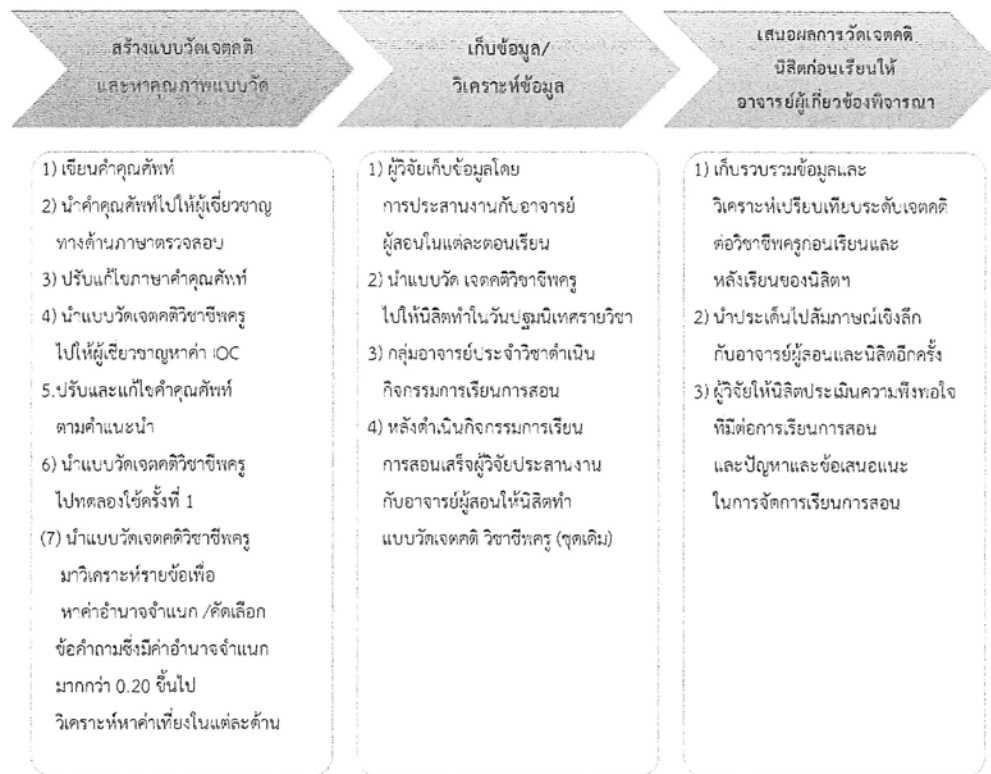 สร้างแบบวัดเจตคติ
และหาคุณภาพแบบวัด
เก็บข้อมูล/
วิเคราะห์ข้อมูล
เสนอผลการวัดเจตคติ
นิสิตก่อนเรียนให้
อาจารย์ผู้เกี่ยวข้องพิจารณา
1) เขียนคำคุณศัพท์
2) นำคำคุณศัพท์ไปให้ผู้เชี่ยวชาญ
ทางด้านภาษาตรวจสอบ
3) ปรับแก้ไขภาษาคำคุณศัพท์
4) นำแบบวัดเจตคติวิชาชีพครู
ไปให้ผู้เชี่ยวชาญหาค่า IOC
5.ปรับและแก้ไขคำคุณศัพท์
ตามคำแนะนำ
6) นำแบบวัดเจตคติวิชาชีพครู
ไปทดลองใช้ครั้งที่ 1
(7) นำแบบวัดเจตคติวิชาชีพครู
มาวิเคราะห์รายข้อเพื่อ
หาค่าอำนาจจำแนก /คัดเลือก
ข้อคำถามซึ่งมีค่าอำนาจจำแนก
มากกว่า 0.20 ขึ้นไป
วิเคราะห์หาค่าเที่ยงในแต่ละด้าน
1) ผู้วิจัยเก็บข้อมูลโดย
การประสานงานกับอาจารย์
ผู้สอนในแต่ละตอนเรียน
2) นำแบบวัด เจตคติวิชาชีพครู
ไปให้นิสิตทำในวันปฐมนิเทศรายวิชา
3) กลุ่มอาจารย์ประจำวิชาดำเนิน
กิจกรรมการเรียนการสอน
4) หลังดำเนินกิจกรรมการเรียน
การสอนเสร็จผู้วิจัยประสานงาน
กับอาจารย์ผู้สอนให้นิสิตทำ
แบบวัดเจตคติ วิชาชีพครู (ชุดเดิม)
1) เก็บรวบรวมข้อมูลและ
วิเคราะห์เปรียบเทียบระดับเจตคติ
ต่อวิชาชีพครูก่อนเรียนและ
หลังเรียนของนิสิตฯ
2) นำประเด็นไปสัมภาษณ์เชิงลึก
กับอาจารย์ผู้สอนและนิสิตอีกครั้ง
3) ผู้วิจัยให้นิสิตประเมินความพึงพอใจ
ที่มีต่อการเรียนการสอน
และปัญหาและข้อเสนอแนะ
ในการจัดการเรียนการสอน